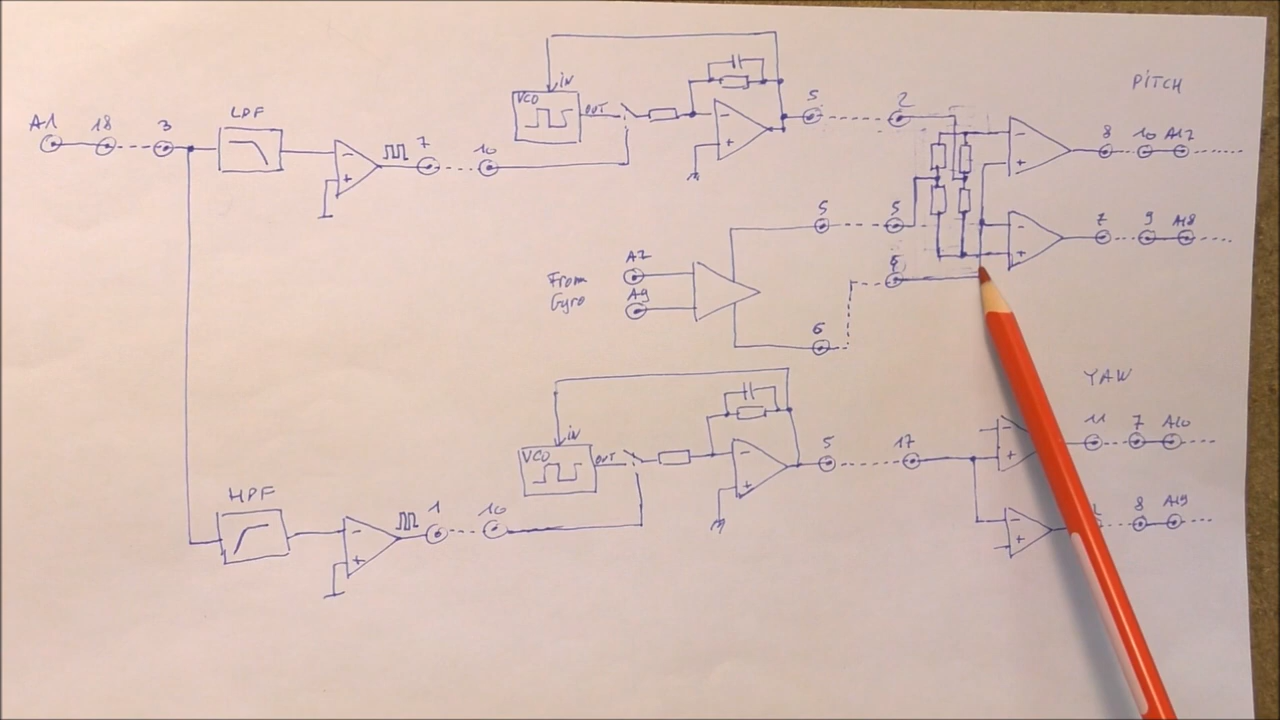 PITCH
A1 18 3 LPF 7 10
VCO IN OUT
- +
5 2
- +
8 10 A12
5 5
- +
7 9 A18
From
Gyro
A2
A9
6
YAW
HPF 1 10
VCO IN OUT
- +
5 17
- +
11 7 A10
- +
8 A19